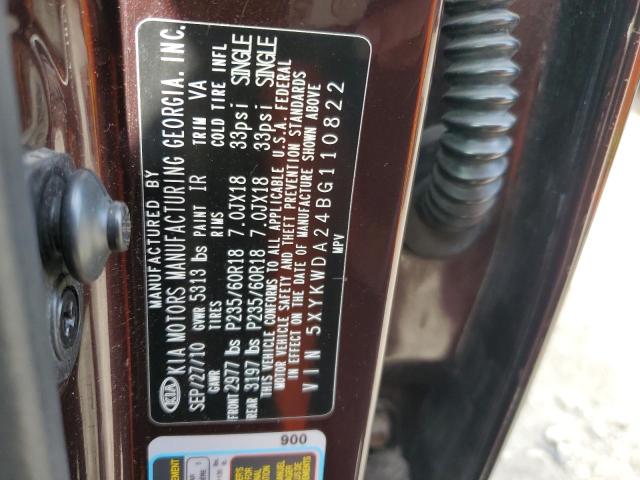 MANUFACTURED BY
KIA KIA MOTORS MANUFACTURING GEORGIA. INC.
SEP/27/10 GVWR 5313 lbs PAINT IR TRIM VA
GAWR TIRES RIMS COLD TIRE INFL
FRONT 2977 lbs P235/60R18 7.0JX18 33psi SINGLE
REAR 3197 lbs P235/60R18 7.0JX18 33psi SINGLE
THIS VEHICLE CONFORMS TO ALL APPLICABLE U.S.A. FEDERAL
MOTOR VEHICLE SAFETY AND THEFT PREVENTION STANDARDS
IN EFFECT ON THE DATE OF MANUFACTURE SHOWN ABOVE
VIN 5XYKWDA24BG110822
MPV
900